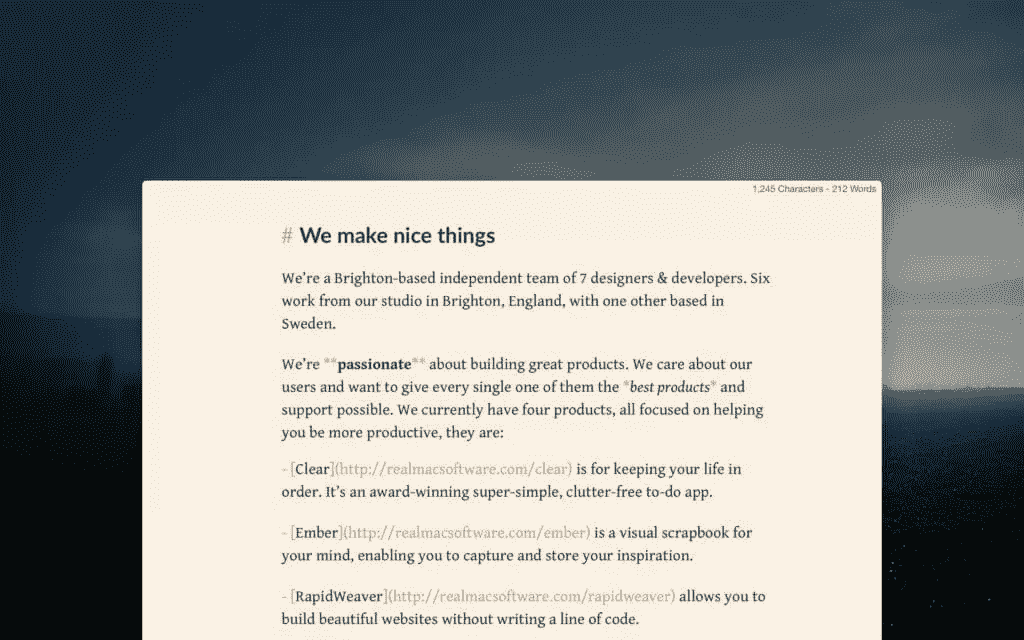 1,245 Characters - 212 Words
# We make nice things
We’re a Brighton-based independent team of 7 designers & developers. Six
work from our studio in Brighton, England, with one other based in
Sweden.
We’re **passionate** about building great products. We care about our
users and want to give every single one of them the *best products* and
support possible. We currently have four products, all focused on helping
you be more productive, they are:
- [Clear](http://realmacsoftware.com/clear) is for keeping your life in
order. It’s an award-winning super-simple, clutter-free to-do app.
- [Ember](http://realmacsoftware.com/ember) is a visual scrapbook for
your mind, enabling you to capture and store your inspiration.
- [RapidWeaver](http://realmacsoftware.com/rapidweaver) allows you to
build beautiful websites without writing a line of code.